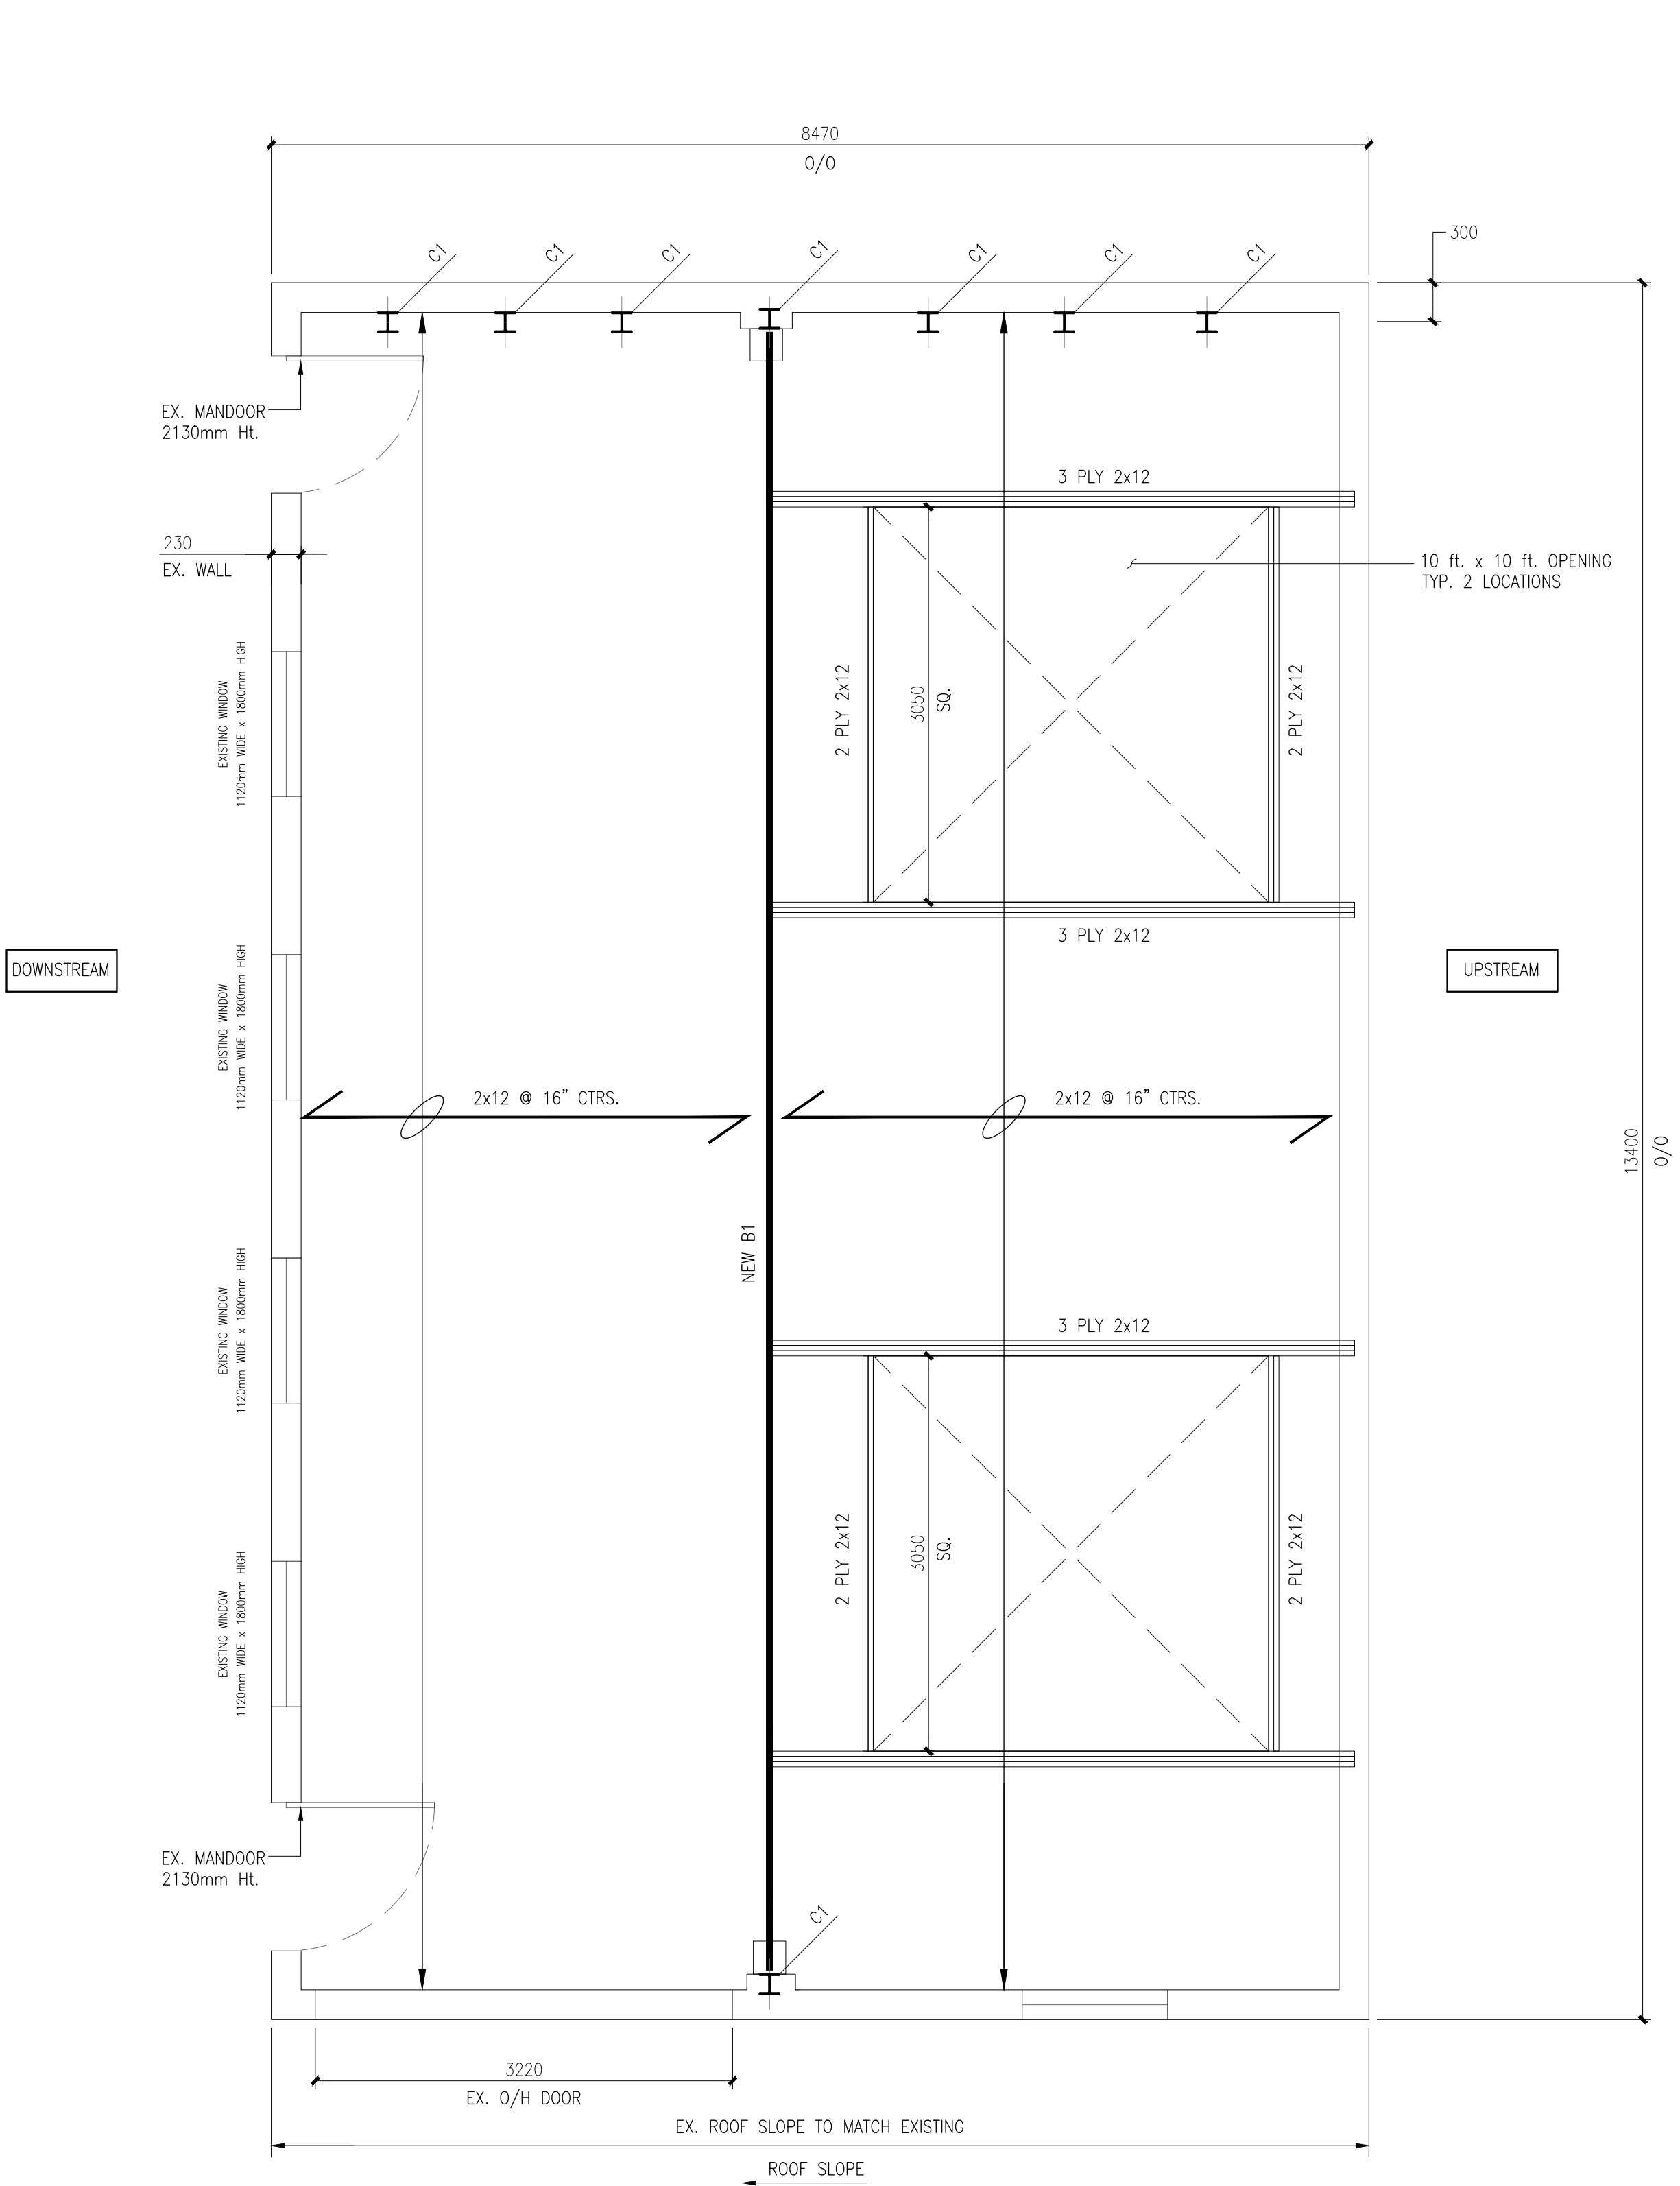 8470
O/O
300
C1
C1
C1
C1
C1
C1
C1
EX. MANDOOR
2130mm Ht.
3 PLY 2x12
230
EX. WALL
10 ft. x 10 ft. OPENING
TYP. 2 LOCATIONS
EXISTING WINDOW
1120mm WIDE x 1800mm HIGH
2 PLY 2x12
3050
SQ.
2 PLY 2x12
3 PLY 2x12
DOWNSTREAM
UPSTREAM
EXISTING WINDOW
1120mm WIDE x 1800mm HIGH
2x12 @ 16" CTRS.
2x12 @ 16" CTRS.
13400
O/O
NEW B1
EXISTING WINDOW
1120mm WIDE x 1800mm HIGH
3 PLY 2x12
2 PLY 2x12
3050
SQ.
2 PLY 2x12
EXISTING WINDOW
1120mm WIDE x 1800mm HIGH
EX. MANDOOR
2130mm Ht.
C1
3220
EX. O/H DOOR
EX. ROOF SLOPE TO MATCH EXISTING
ROOF SLOPE